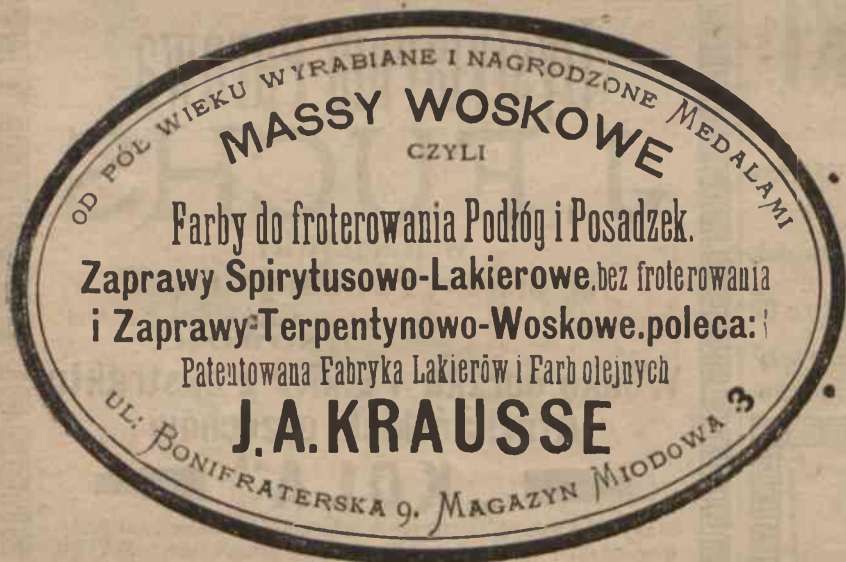 OD PÓŁ WIEKU WYRABIANE I NAGRODZONE MEDALAMI
MASSY WOSKOWE
CZYLI
Farby do froterowania Podłóg i Posadzek.
Zaprawy Spirytusowo-Lakierowe.bez froterowania
i Zaprawy-Terpentynowo-Woskowe.poleca:
Patentowana Fabryka Lakierów i Farb olejnych
J.A.KRAUSSE
UL: BONIFRATERSKA 9. MAGAZYN MIODOWA 3